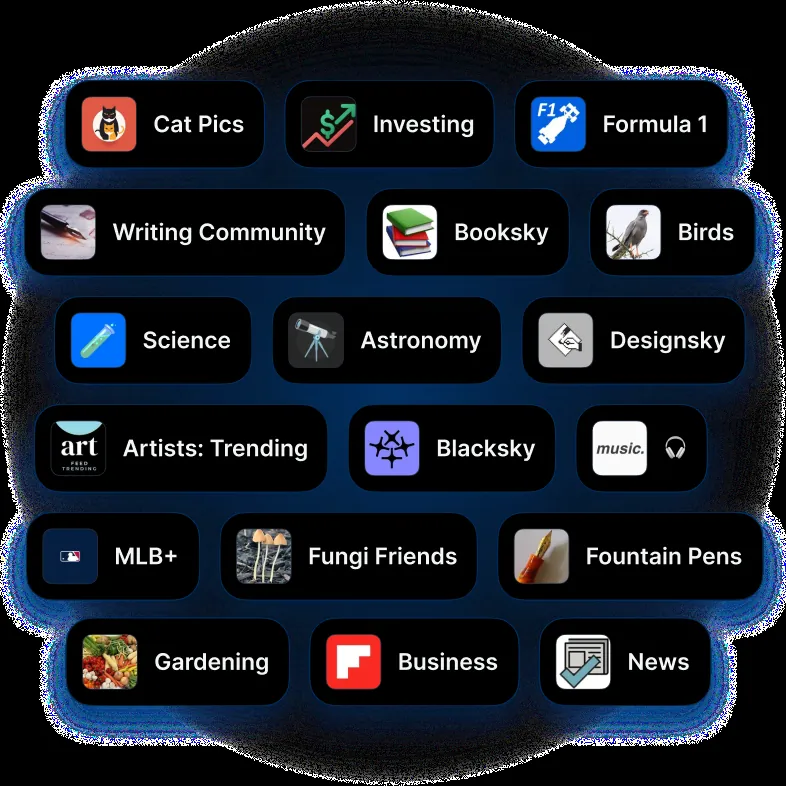 Cat Pics
Investing
F1
Formula 1
Writing Community
Booksky
Birds
Science
Astronomy
Designsky
art
FEED
TRENDING
Artists: Trending
Blacksky
music.
MLB+
Fungi Friends
Fountain Pens
Gardening
Business
News